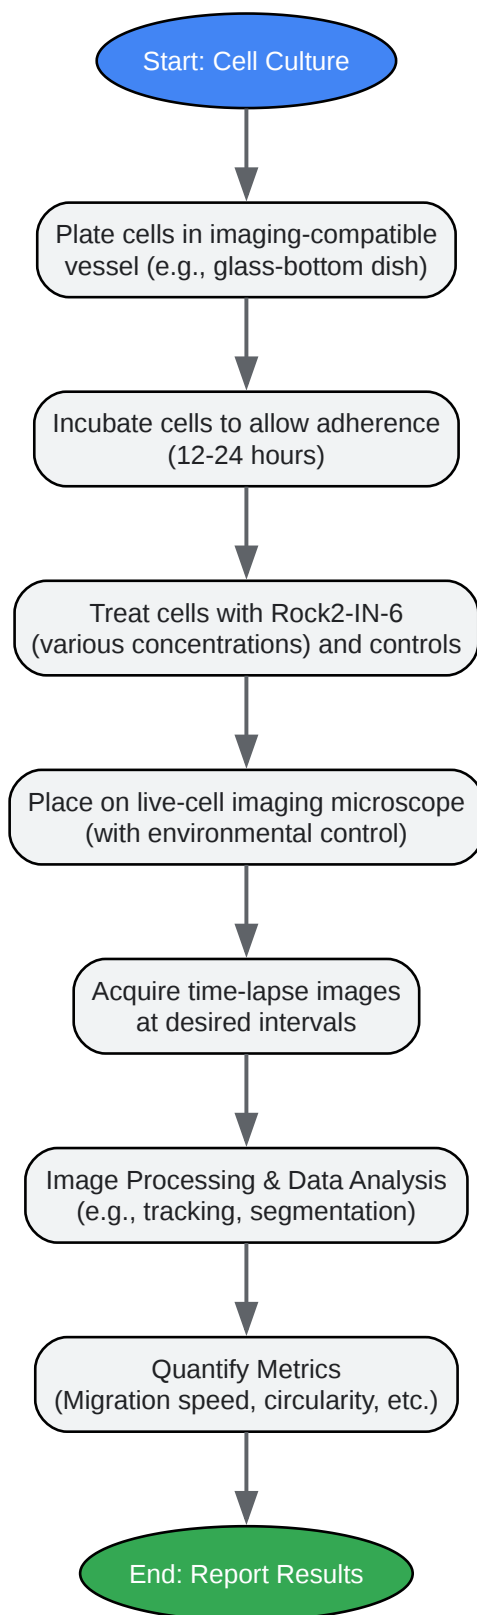 Start: Cell Culture
Plate cells in imaging-compatible
vessel (e.g., glass-bottom dish)
Incubate cells to allow adherence
(12-24 hours)
Treat cells with Rock2-IN-6
(various concentrations) and controls
Place on live-cell imaging microscope
(with environmental control)
Acquire time-lapse images
at desired intervals
Image Processing & Data Analysis
(e.g., tracking, segmentation)
Quantify Metrics
(Migration speed, circularity, etc.)
End: Report Results